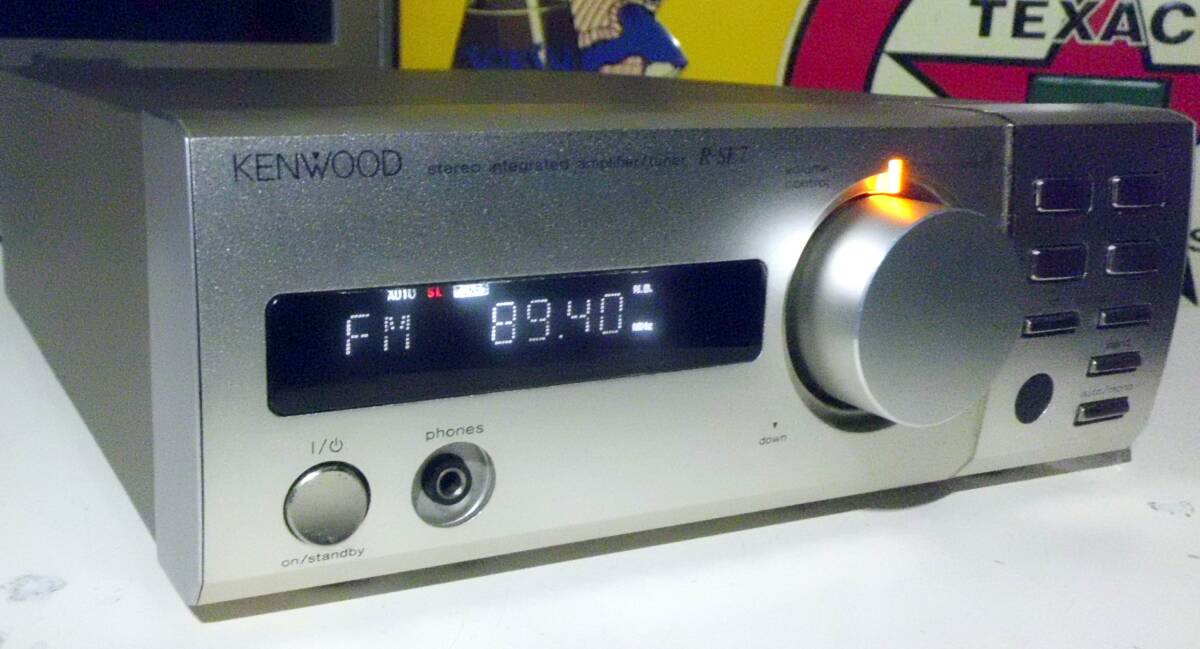 TEXAC
KENWOOD stereo integrated amplifier/tuner R-SE7
volume
control
AUTO ST.
FM 89.40 MHz
N.B.
down
auto/mono
phones
on/standby